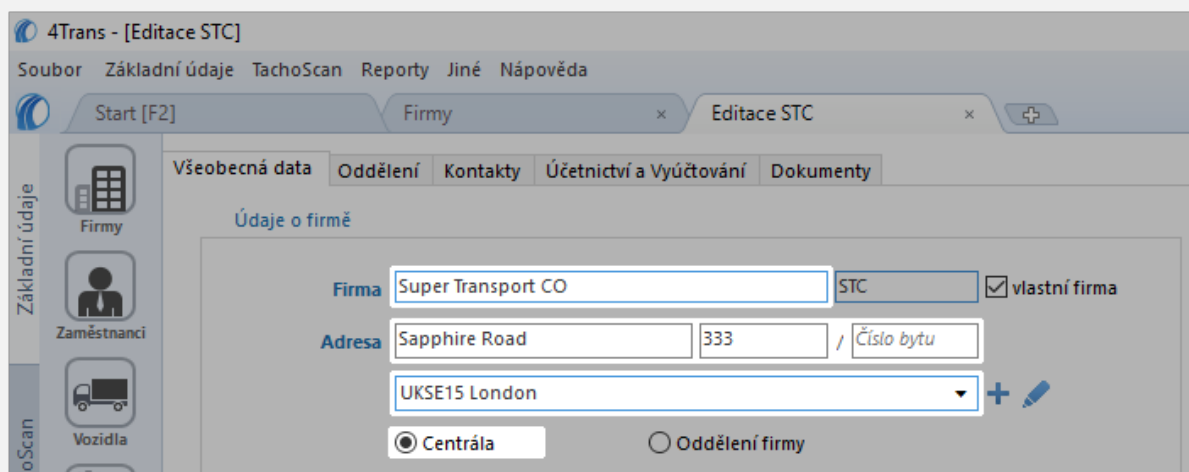 4Trans - [Editace STC]
Soubor Základní údaje TachoScan Reporty Jiné Nápověda
Start [F2] Firmy × Editace STC ×
Všeobecná data Oddělení Kontakty Účetnictví a Vyúčtování Dokumenty
Základní údaje
Firmy
Zaměstnanci
Vozidla
Údaje o firmě
Firma Super Transport CO STC vlastní firma
Adresa Sapphire Road 333 / Číslo bytu
UKSE15 London
Centrála Oddělení firmy